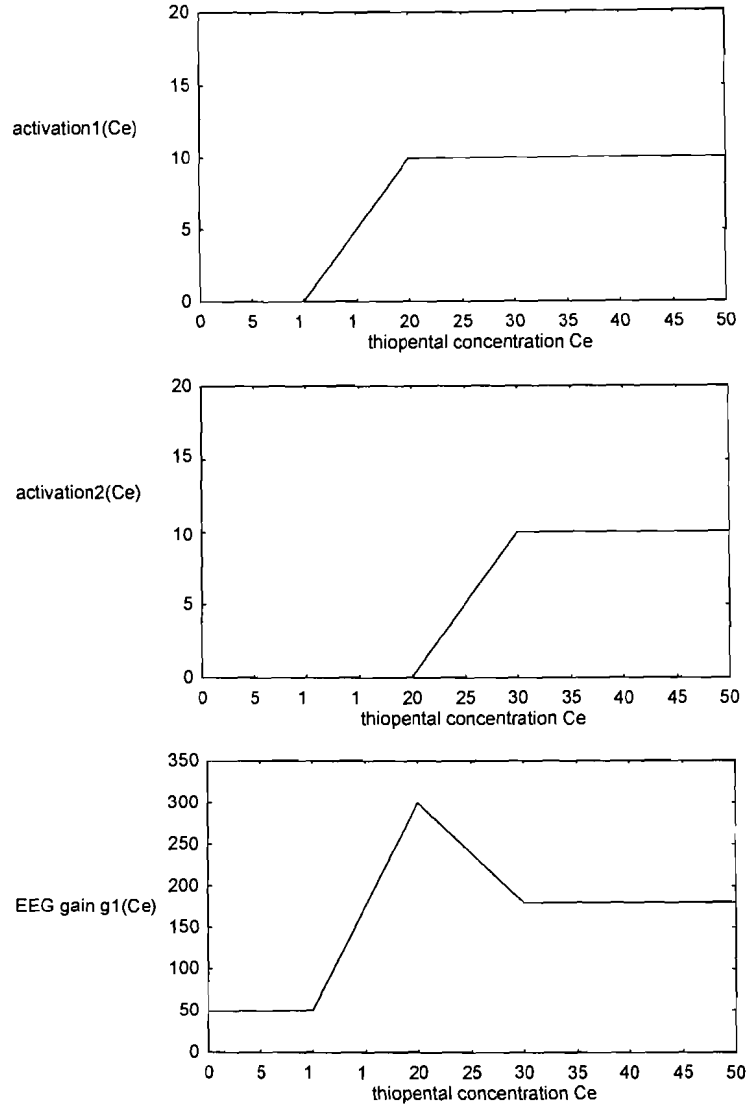 20
15
activation1(Ce)
10
5
0
0 5 1 1 20 25 30 35 40 45 50
thiopental concentration Ce
20
15
activation2(Ce)
10
5
0
0 5 1 1 20 25 30 35 40 45 50
thiopental concentration Ce
350
300
250
200
EEG gain g1(Ce)
150
100
50
0
0 5 1 1 20 25 30 35 40 45 50
thiopental concentration Ce